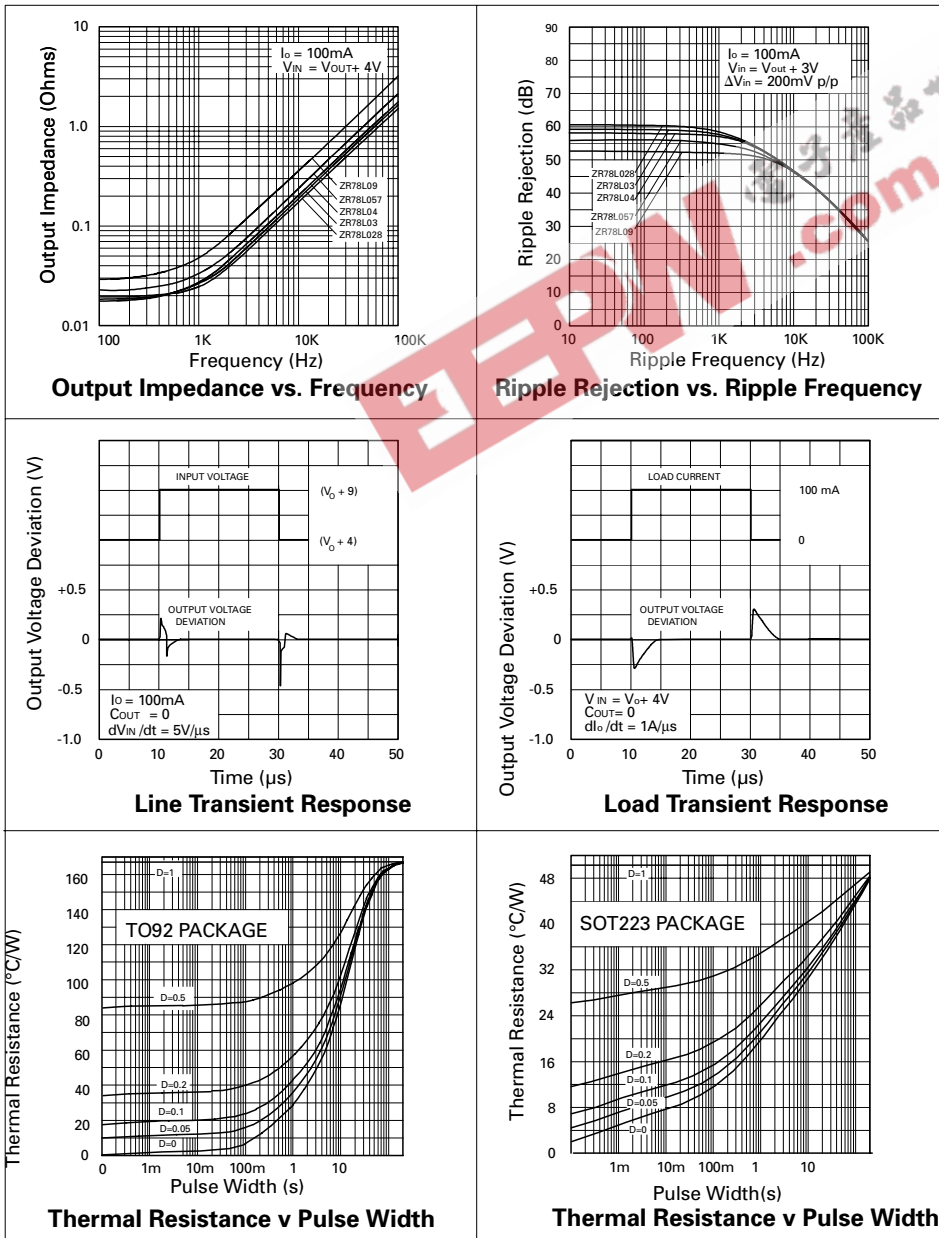 10
1.0
0.1
0.01
Output Impedance (Ohms)
Io = 100mA
VIN = VOUT+ 4V
ZR78L09
ZR78L057
ZR78L04
ZR78L03
ZR78L028
100 1K 10K 100K
Frequency (Hz)
Output Impedance vs. Frequency
90
80
70
60
50
40
30
20
10
0
Ripple Rejection (dB)
Io = 100mA
Vin = Vout + 3V
ΔVin = 200mV p/p
ZR78L028
ZR78L03
ZR78L04
ZR78L057
ZR78L09
10 100 1K 10K 100K
Ripple Frequency (Hz)
Ripple Rejection vs. Ripple Frequency
EEPW.com
電子產品
Output Voltage Deviation (V)
INPUT VOLTAGE
(VO + 9)
(VO + 4)
+0.5
0
-0.5
-1.0
OUTPUT VOLTAGE
DEVIATION
IO = 100mA
COUT = 0
dVIN /dt = 5V/µs
0 10 20 30 40 50
Time (µs)
Line Transient Response
Output Voltage Deviation (V)
LOAD CURRENT
100 mA
0
+0.5
0
-0.5
-1.0
OUTPUT VOLTAGE
DEVIATION
V IN = Vo+ 4V
COUT= 0
dIo /dt = 1A/µs
0 10 20 30 40 50
Time (µs)
Load Transient Response
Thermal Resistance (°C/W)
160
140
120
100
80
60
40
20
0
D=1
TO92 PACKAGE
D=0.5
D=0.2
D=0.1
D=0.05
D=0
0 1m 10m 100m 1 10
Pulse Width (s)
Thermal Resistance v Pulse Width
Thermal Resistance (°C/W)
48
40
32
24
16
8
0
D=1
SOT223 PACKAGE
D=0.5
D=0.2
D=0.1
D=0.05
D=0
1m 10m 100m 1 10
Pulse Width(s)
Thermal Resistance v Pulse Width